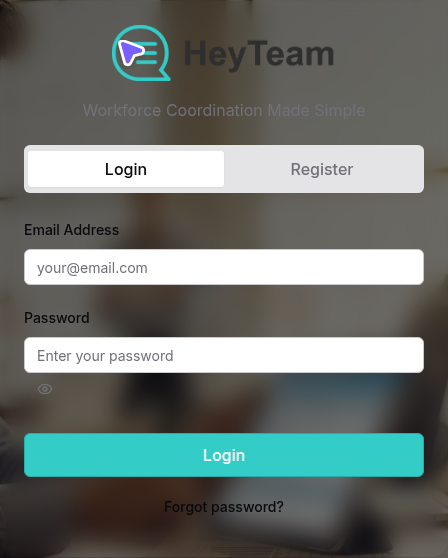 HeyTeam
Workforce Coordination Made Simple
Login
Register
Email Address
your@email.com
Password
Enter your password
Login
Forgot password?